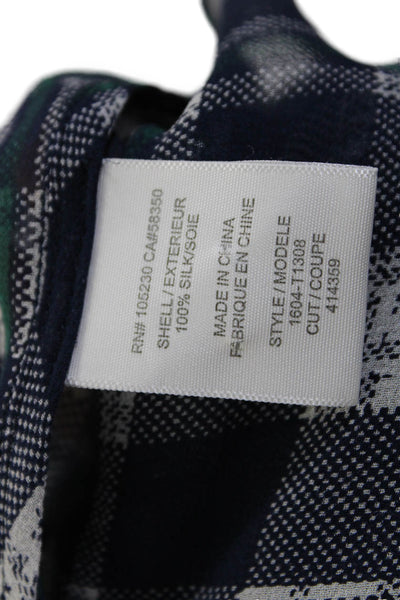 RN# 105230 CA#58350
SHELL / EXTERIEUR
100% SILK/SOIE
MADE IN CHINA
FABRIQUE EN CHINE
STYLE / MODELE
1604-T1308
CUT / COUPE
414359